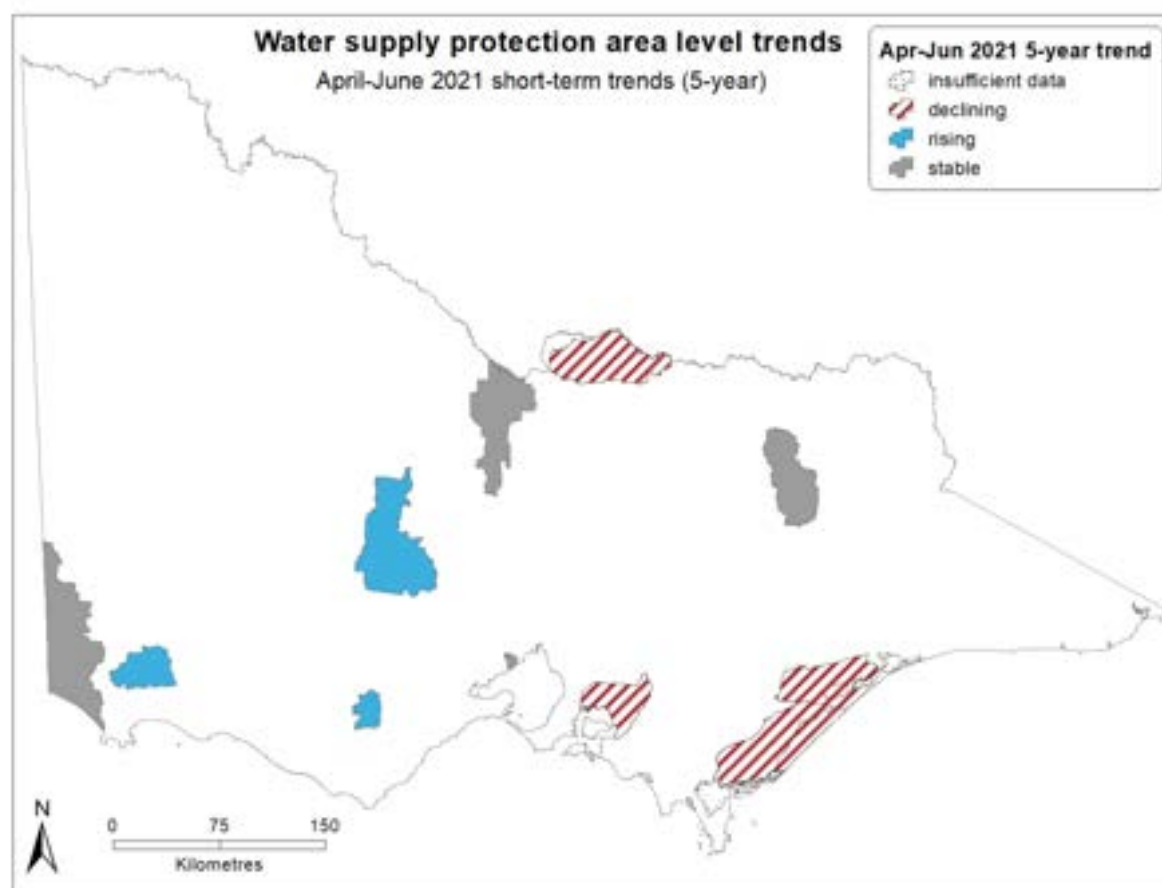 Water supply protection area level trends
April-June 2021 short-term trends (5-year)
Apr-Jun 2021 5-year trend
insufficient data
declining
rising
stable
N
0 75 150
Kilometres